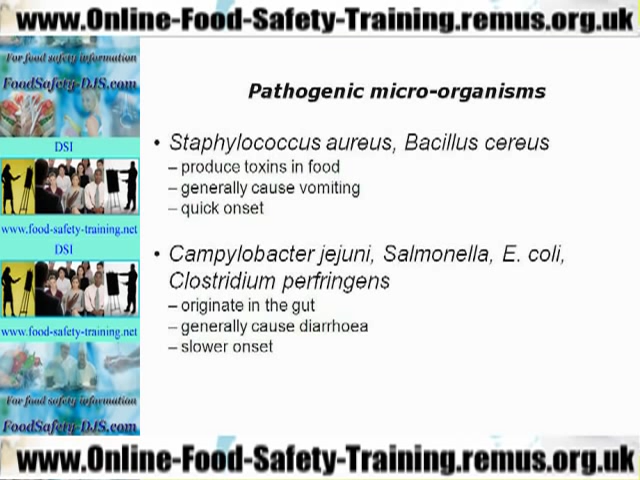 www.Online-Food-Safety-Training.remus.org.uk
For food safety information
FoodSafety-DJS.com
DSI
www.food-safety-training.net
DSI
www.food-safety-training.net
For food safety information
FoodSafety-DJS.com
Pathogenic micro-organisms
• Staphylococcus aureus, Bacillus cereus
– produce toxins in food
– generally cause vomiting
– quick onset
• Campylobacter jejuni, Salmonella, E. coli,
Clostridium perfringens
– originate in the gut
– generally cause diarrhoea
– slower onset
www.Online-Food-Safety-Training.remus.org.uk